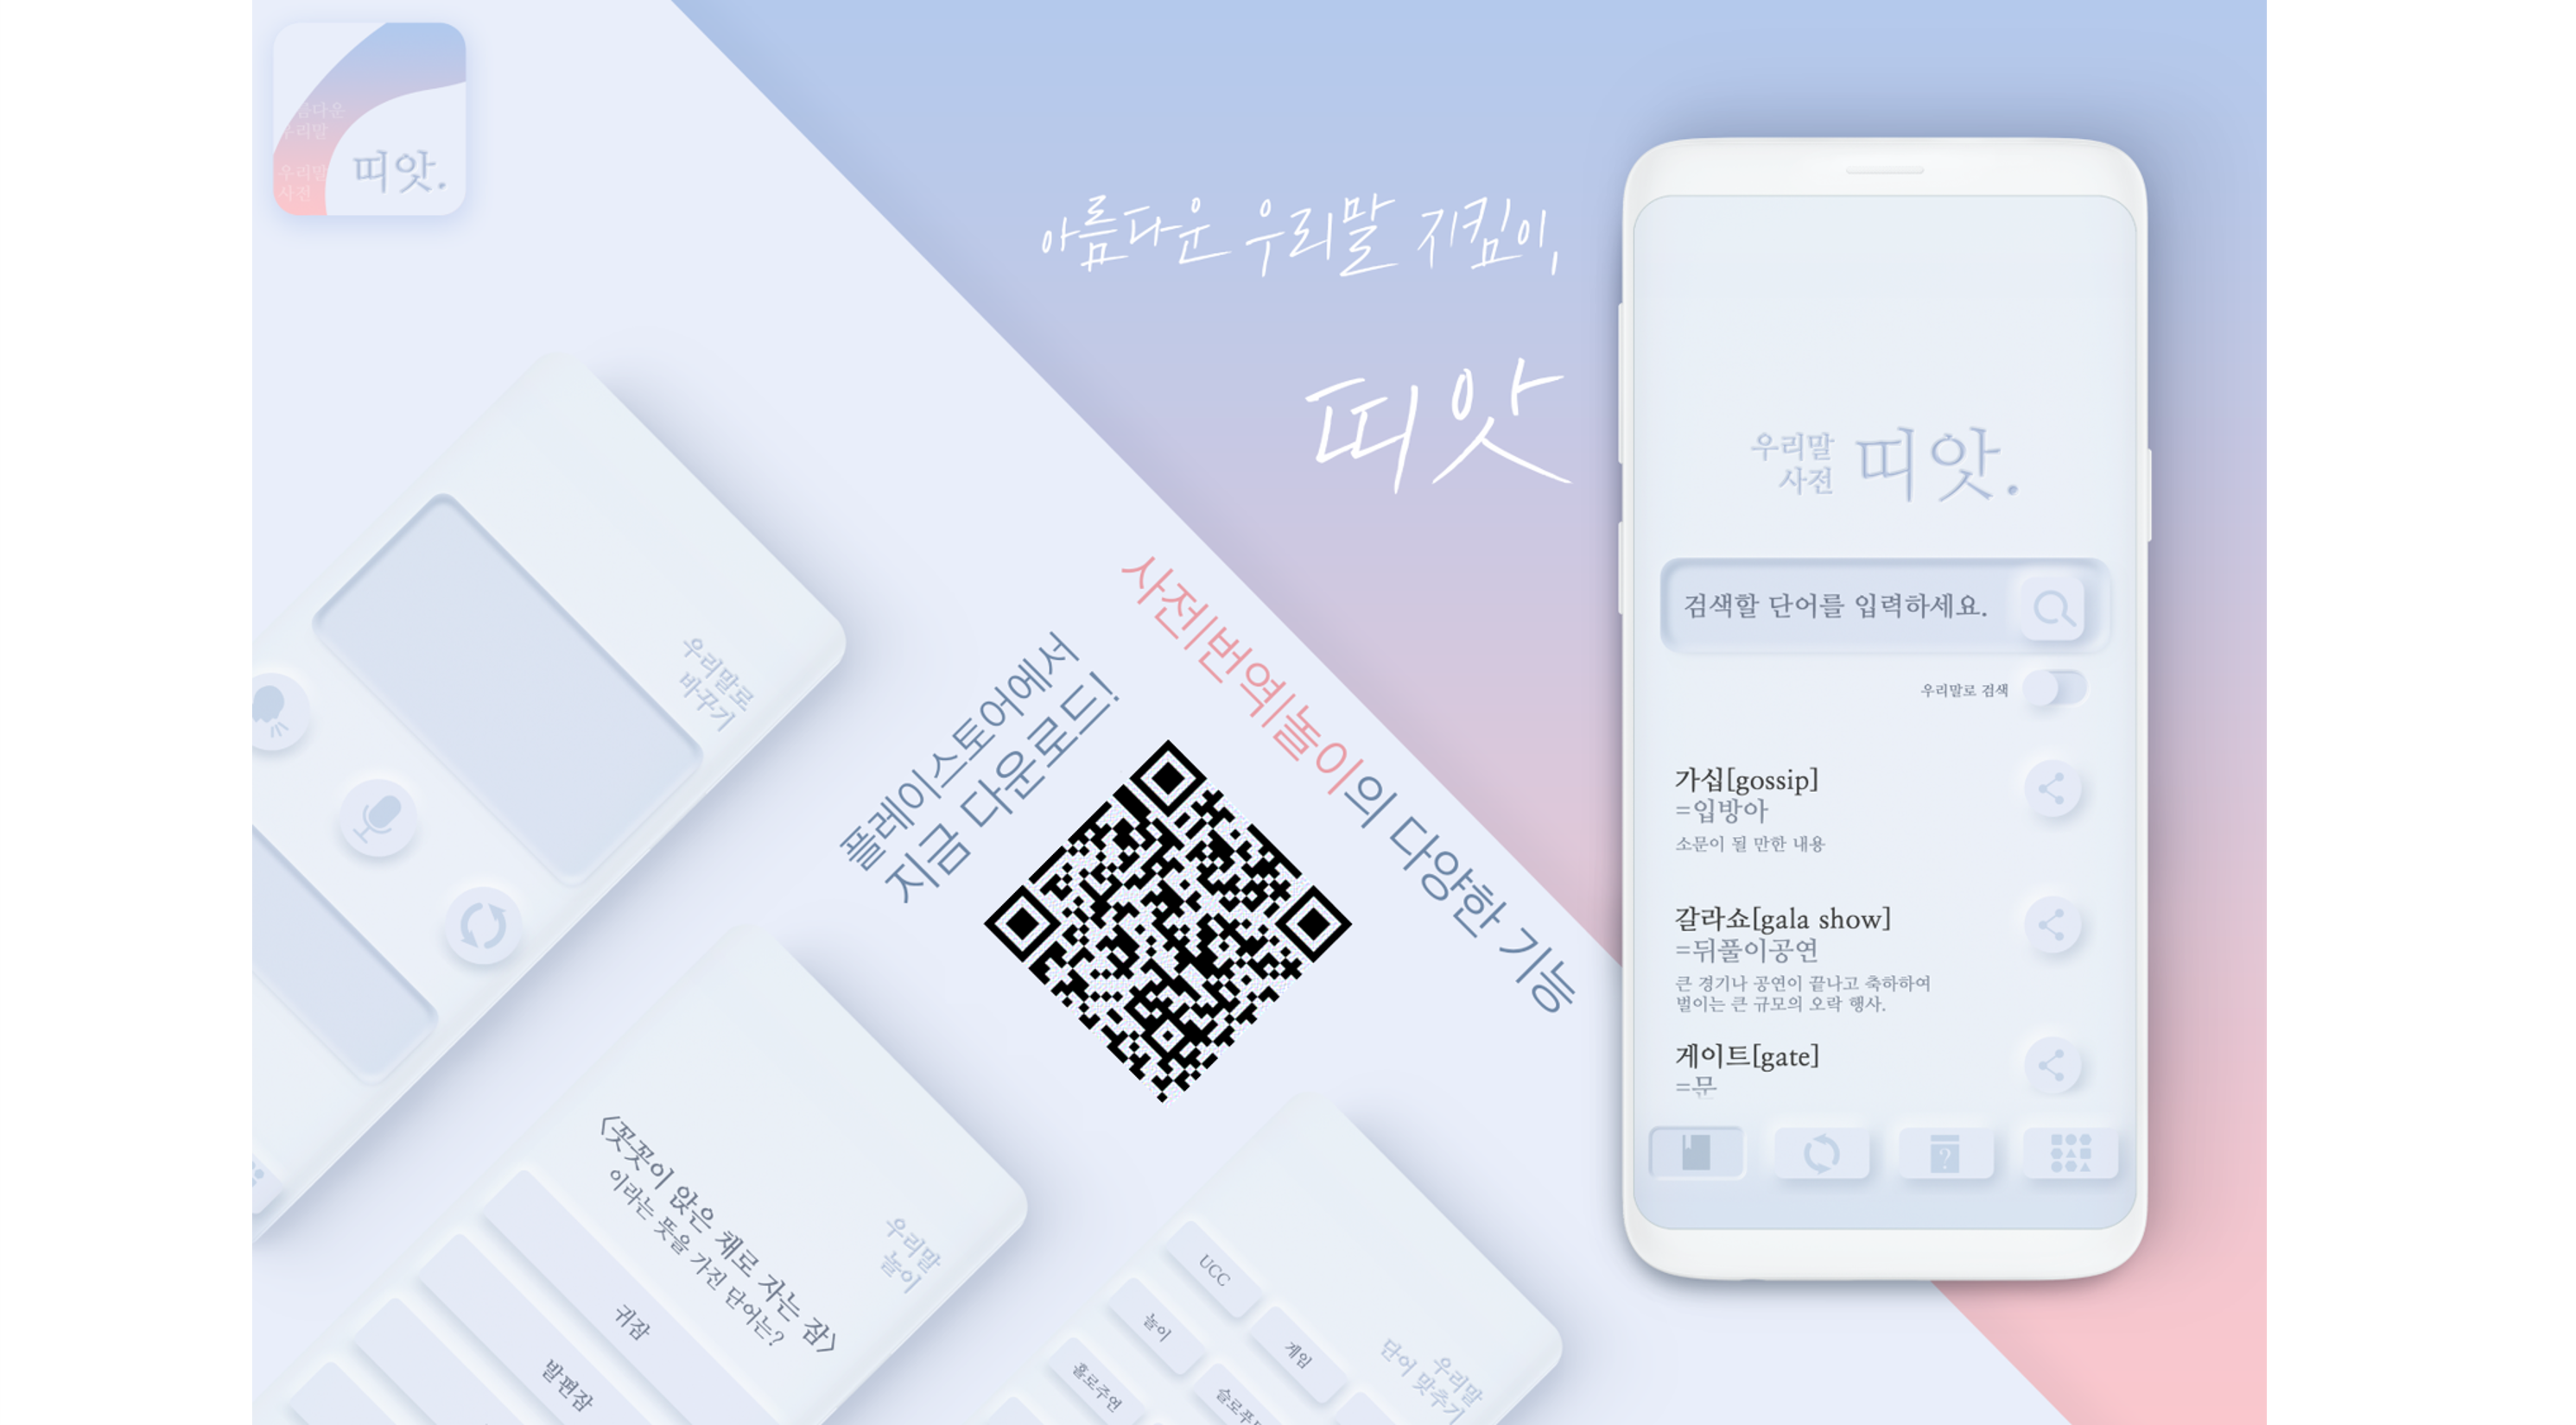 름다운
우리말
우리말
사전
띠앗.
아름다운 우리말 지킴이,
띠앗
사전|번역|놀이의 다양한 기능
플레이스토어에서
지금 다운로드!
우리말로
바꾸기
우리말
놀이
<꼿꼿이 앉은 채로 자는 잠>
이라는 뜻을 가진 단어는?
귀잠
발편잠
우리말
단어 맞추기
UCC
놀이
게임
홀로주연
슬로푸
우리말
사전
띠앗.
검색할 단어를 입력하세요.
우리말로 검색
가십[gossip]
=입방아
소문이 될 만한 내용
갈라쇼[gala show]
=뒤풀이공연
큰 경기나 공연이 끝나고 축하하여
벌이는 큰 규모의 오락 행사.
게이트[gate]
=문
?